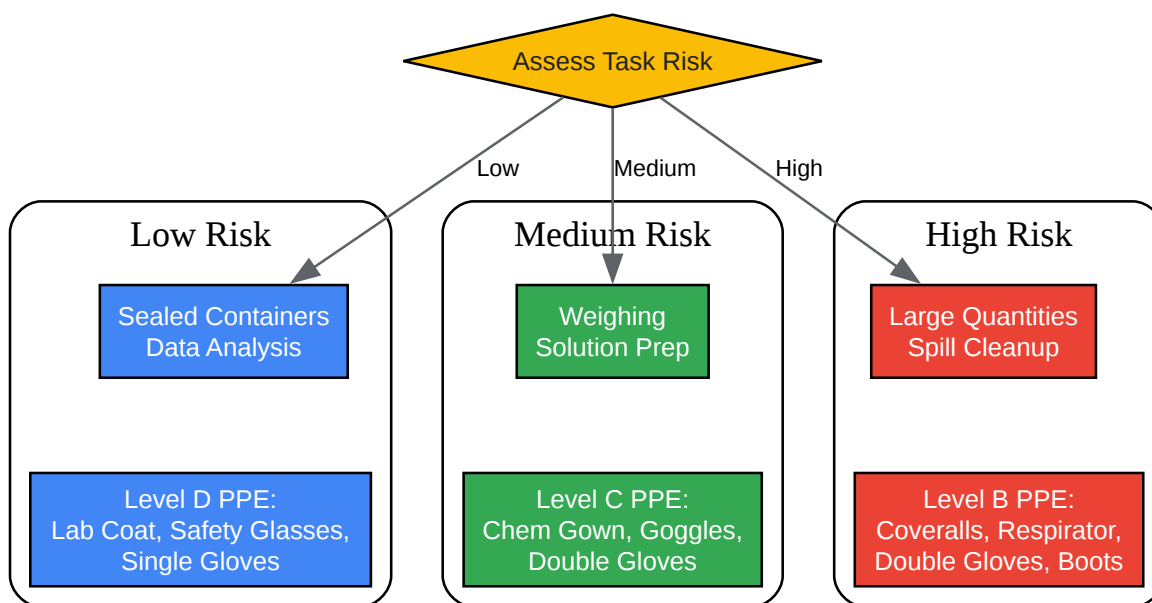 Assess Task Risk
Low
Medium
High
Low Risk
Medium Risk
High Risk
Sealed Containers
Data Analysis
Weighing
Solution Prep
Large Quantities
Spill Cleanup
Level D PPE:
Lab Coat, Safety Glasses,
Single Gloves
Level C PPE:
Chem Gown, Goggles,
Double Gloves
Level B PPE:
Coveralls, Respirator,
Double Gloves, Boots